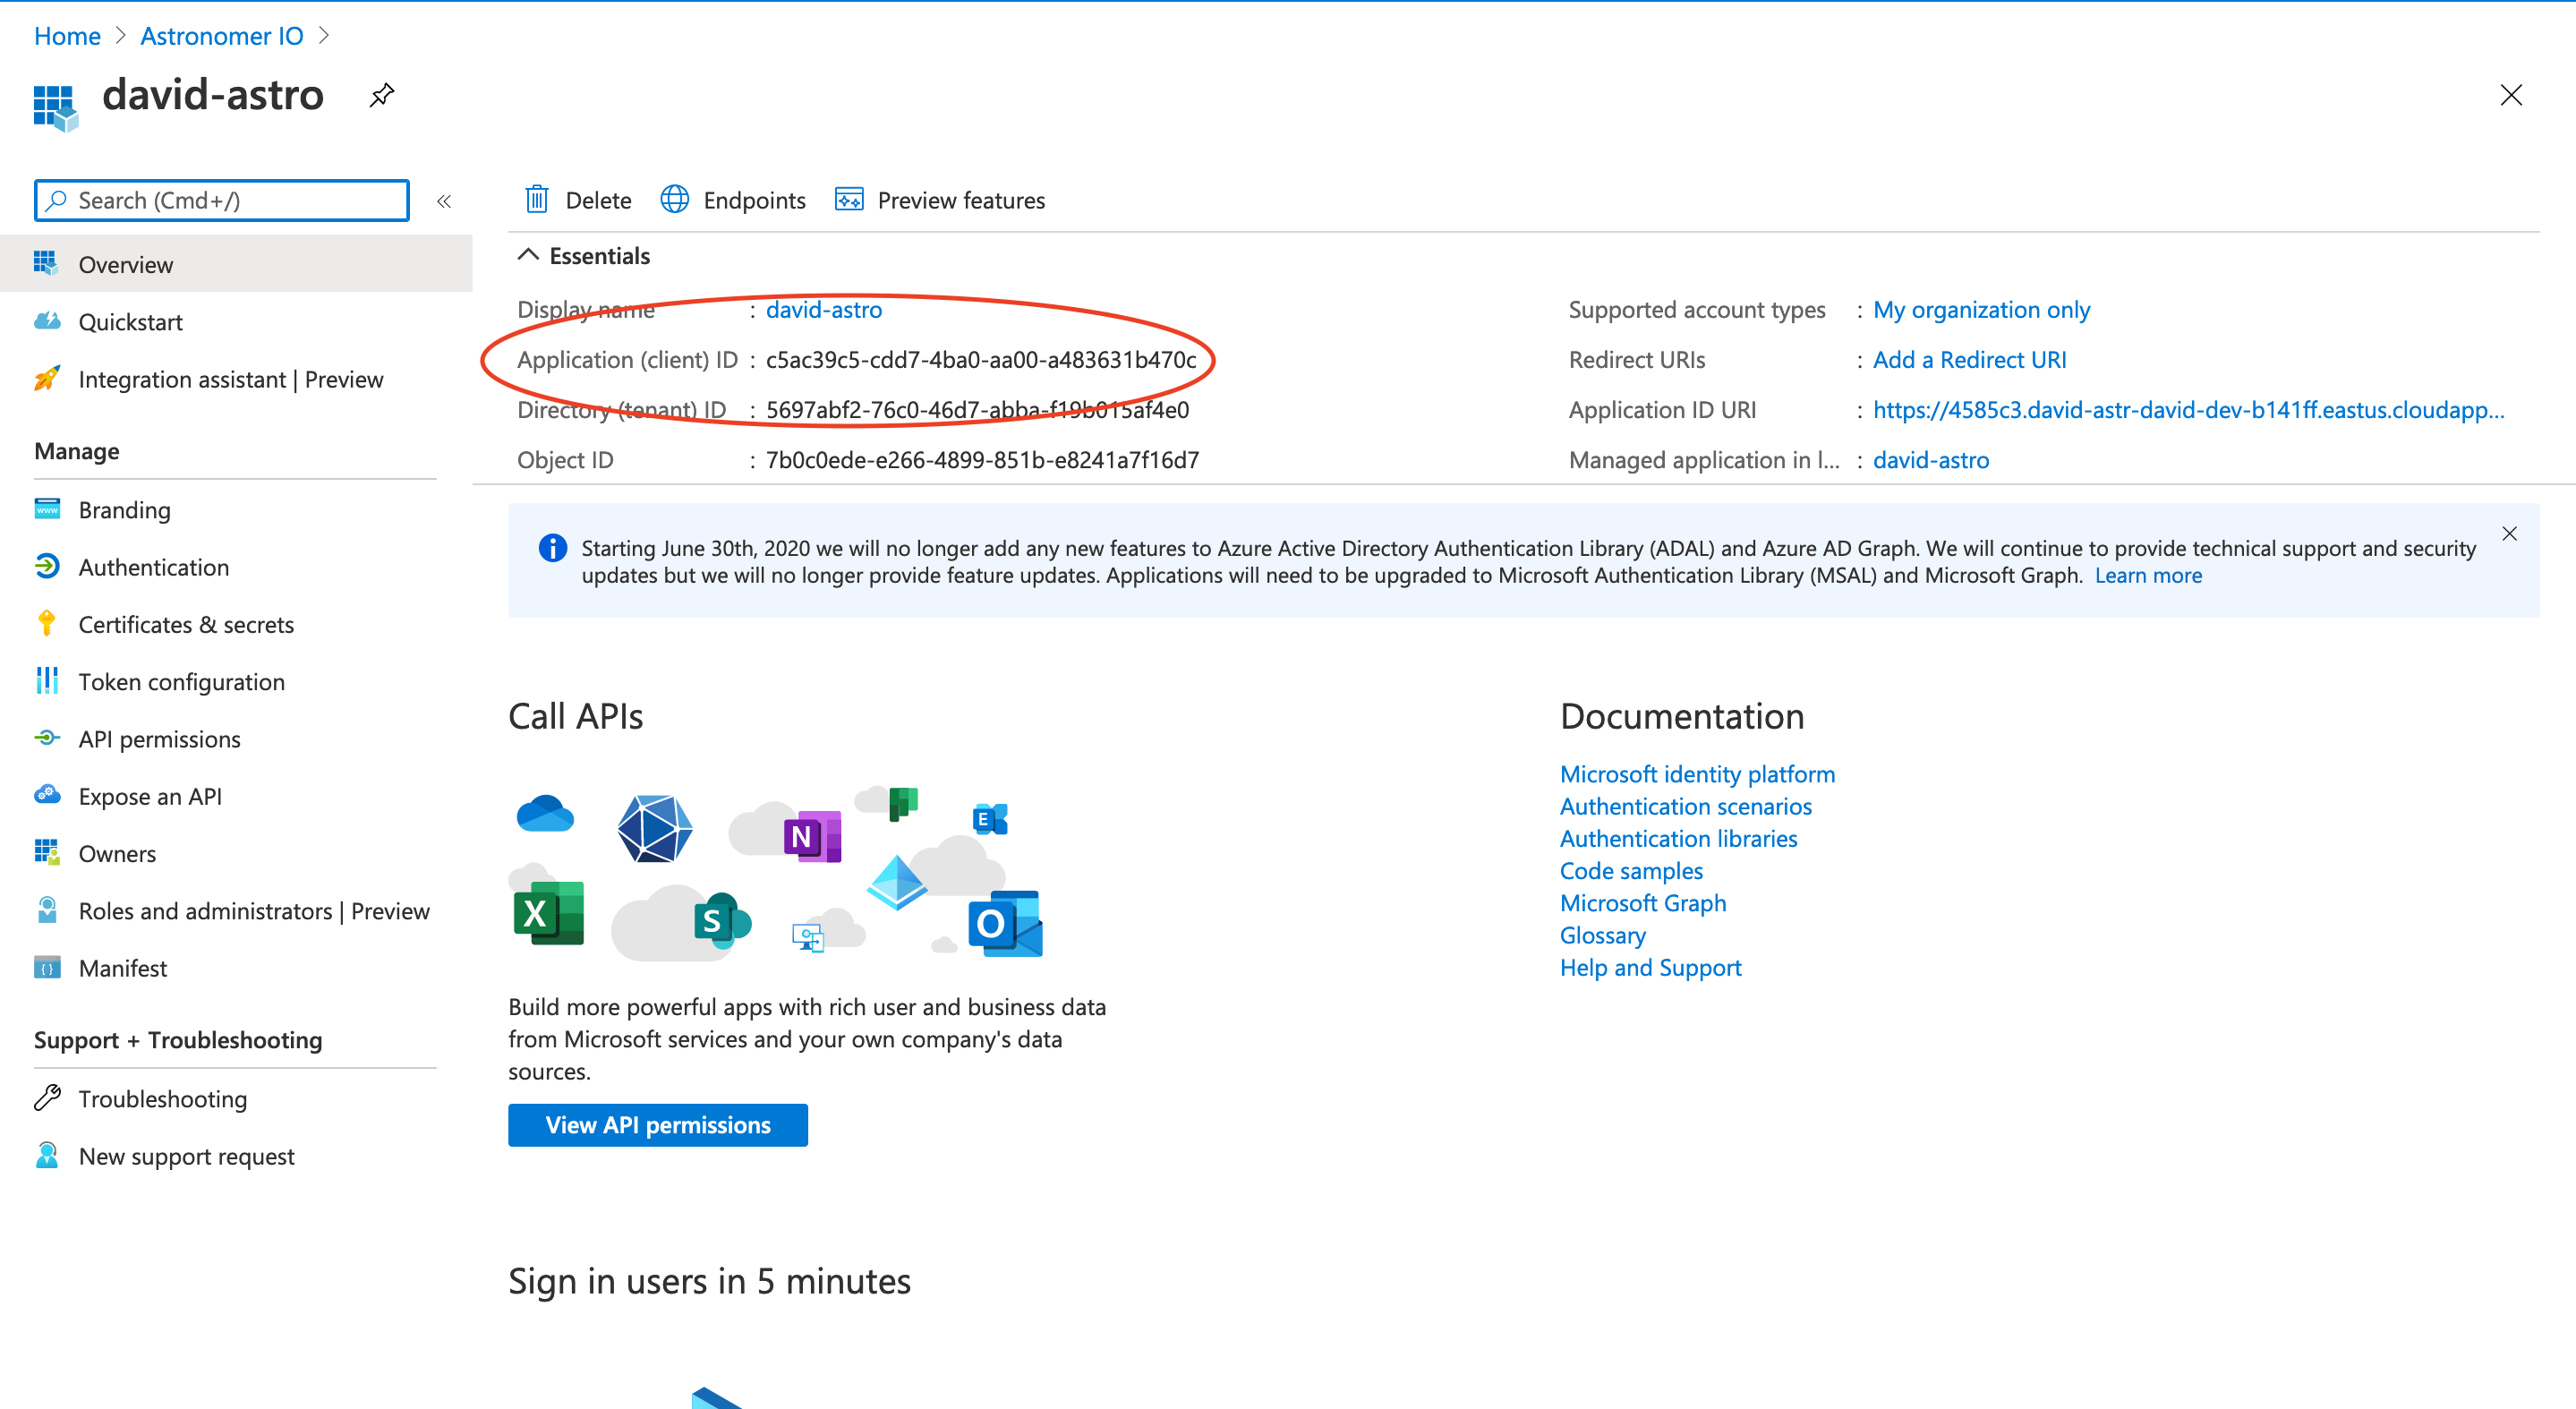 Home > Astronomer IO >
david-astro
Search (Cmd+/)
«
Delete
Endpoints
Preview features
Overview
Quickstart
Integration assistant | Preview
Manage
Branding
Authentication
Certificates & secrets
Token configuration
API permissions
Expose an API
Owners
Roles and administrators | Preview
Manifest
Support + Troubleshooting
Troubleshooting
New support request
Essentials
Display name : david-astro
Application (client) ID : c5ac39c5-cdd7-4ba0-aa00-a483631b470c
Directory (tenant) ID : 5697abf2-76c0-46d7-abba-f19b015af4e0
Object ID : 7b0c0ede-e266-4899-851b-e8241a7f16d7
Supported account types : My organization only
Redirect URIs : Add a Redirect URI
Application ID URI : https://4585c3.david-astr-david-dev-b141ff.eastus.cloudapp...
Managed application in l... : david-astro
Starting June 30th, 2020 we will no longer add any new features to Azure Active Directory Authentication Library (ADAL) and Azure AD Graph. We will continue to provide technical support and security
updates but we will no longer provide feature updates. Applications will need to be upgraded to Microsoft Authentication Library (MSAL) and Microsoft Graph. Learn more
Call APIs
N
E
X
S
O
Build more powerful apps with rich user and business data
from Microsoft services and your own company's data
sources.
View API permissions
Documentation
Microsoft identity platform
Authentication scenarios
Authentication libraries
Code samples
Microsoft Graph
Glossary
Help and Support
Sign in users in 5 minutes